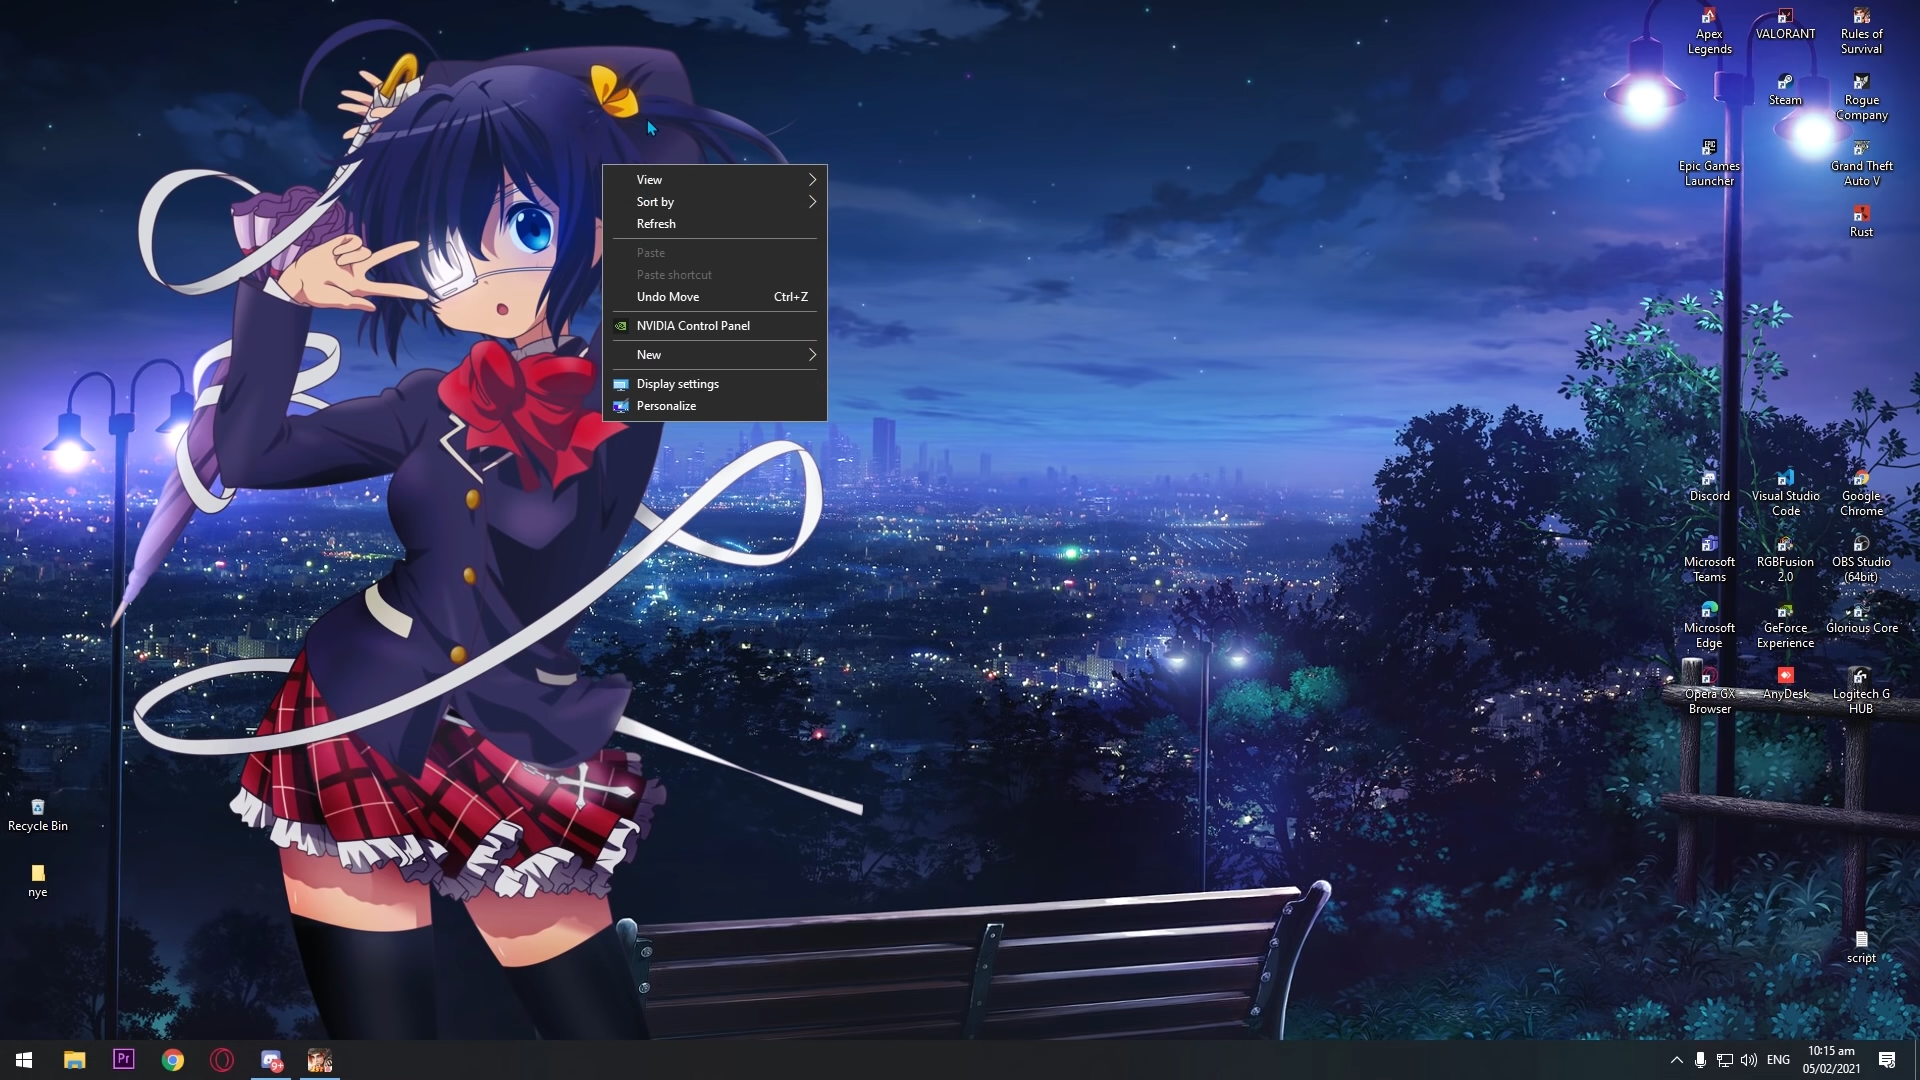 Apex
Legends
VALORANT
Rules of
Survival
Steam
Rogue
Company
Epic Games
Launcher
Grand Theft
Auto V
Rust
View
Sort by
Refresh
Paste
Paste shortcut
Undo Move Ctrl+Z
NVIDIA Control Panel
New
Display settings
Personalize
Discord
Visual Studio
Code
Google
Chrome
Microsoft
Teams
RGBFusion
2.0
OBS Studio
(64bit)
Microsoft
Edge
GeForce
Experience
Glorious Core
Opera GX
Browser
AnyDesk
Logitech G
HUB
Recycle Bin
nye
script
Pr
9+
ENG
10:15 am
05/02/2021